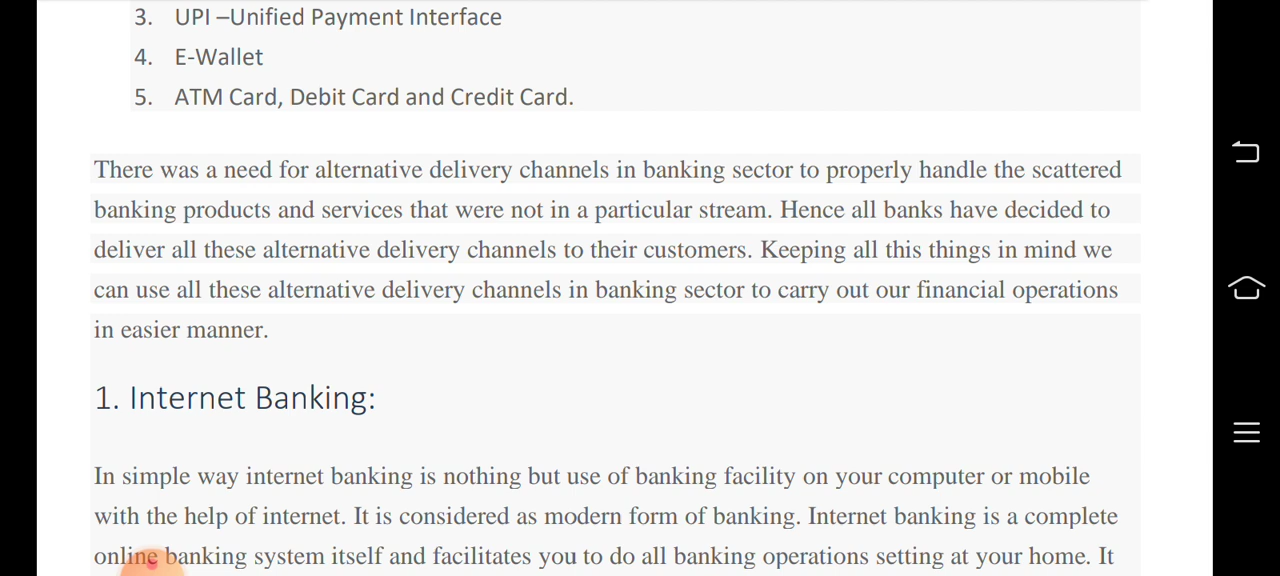 3. UPI –Unified Payment Interface
4. E-Wallet
5. ATM Card, Debit Card and Credit Card.
There was a need for alternative delivery channels in banking sector to properly handle the scattered
banking products and services that were not in a particular stream. Hence all banks have decided to
deliver all these alternative delivery channels to their customers. Keeping all this things in mind we
can use all these alternative delivery channels in banking sector to carry out our financial operations
in easier manner.
1. Internet Banking:
In simple way internet banking is nothing but use of banking facility on your computer or mobile
with the help of internet. It is considered as modern form of banking. Internet banking is a complete
online banking system itself and facilitates you to do all banking operations setting at your home. It